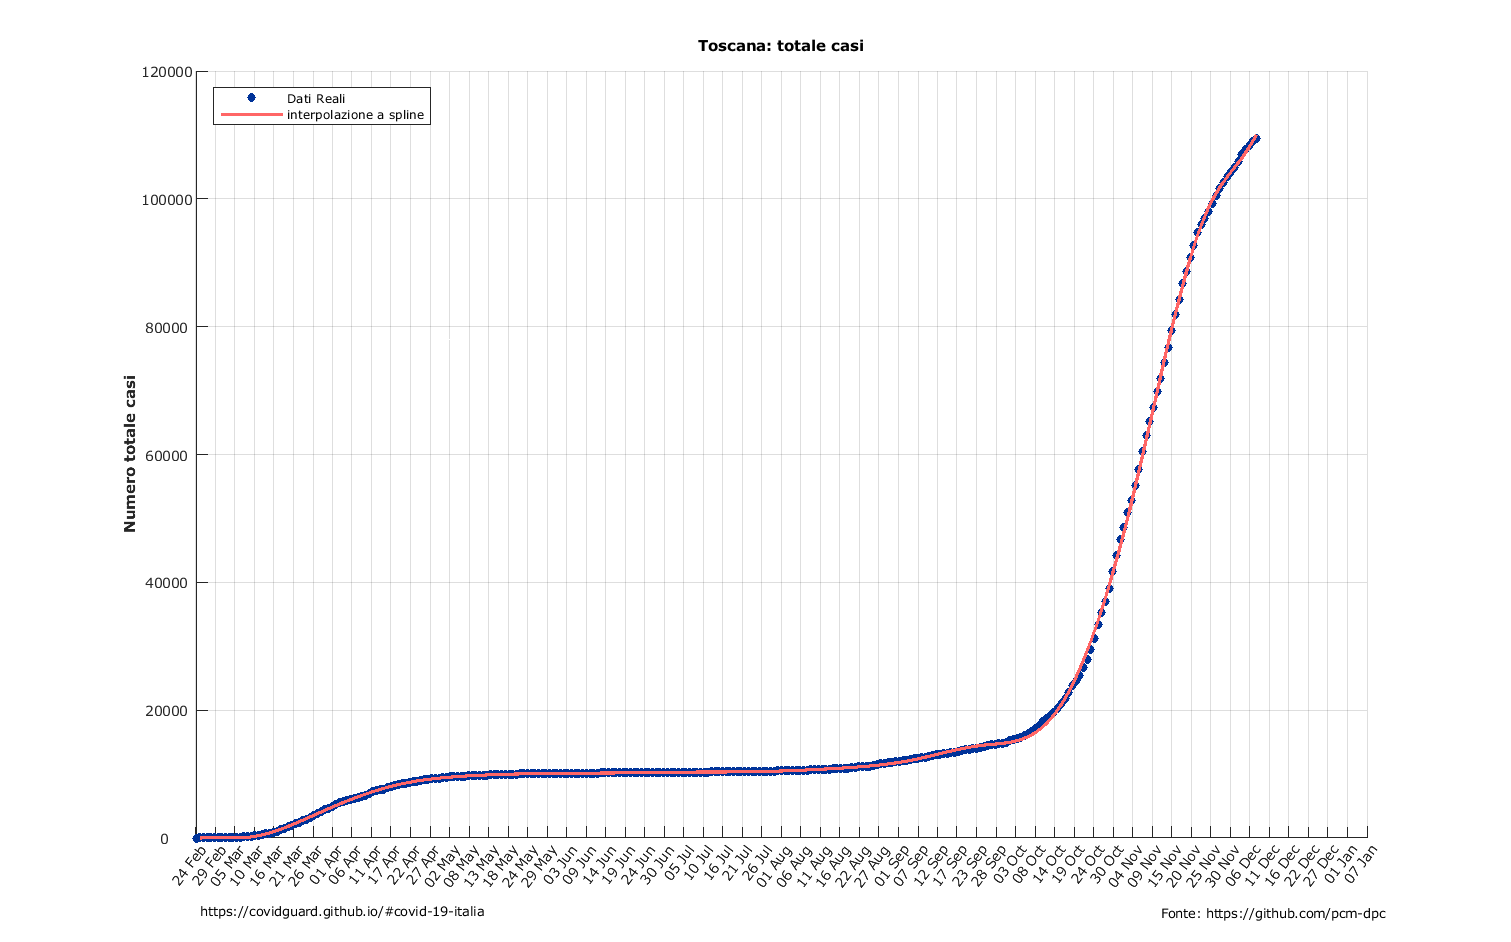 Toscana: totale casi
Dati Reali
interpolazione a spline
Numero totale casi
120000
100000
80000
60000
40000
20000
0
24 Feb
29 Feb
05 Mar
10 Mar
16 Mar
21 Mar
26 Mar
01 Apr
06 Apr
11 Apr
17 Apr
22 Apr
27 Apr
02 May
08 May
13 May
18 May
24 May
29 May
03 Jun
09 Jun
14 Jun
19 Jun
24 Jun
30 Jun
05 Jul
10 Jul
16 Jul
21 Jul
26 Jul
01 Aug
06 Aug
11 Aug
16 Aug
22 Aug
27 Aug
01 Sep
07 Sep
12 Sep
17 Sep
23 Sep
28 Sep
03 Oct
08 Oct
14 Oct
19 Oct
24 Oct
30 Oct
04 Nov
09 Nov
15 Nov
20 Nov
25 Nov
30 Nov
06 Dec
11 Dec
16 Dec
22 Dec
27 Dec
01 Jan
07 Jan
https://covidguard.github.io/#covid-19-italia
Fonte: https://github.com/pcm-dpc